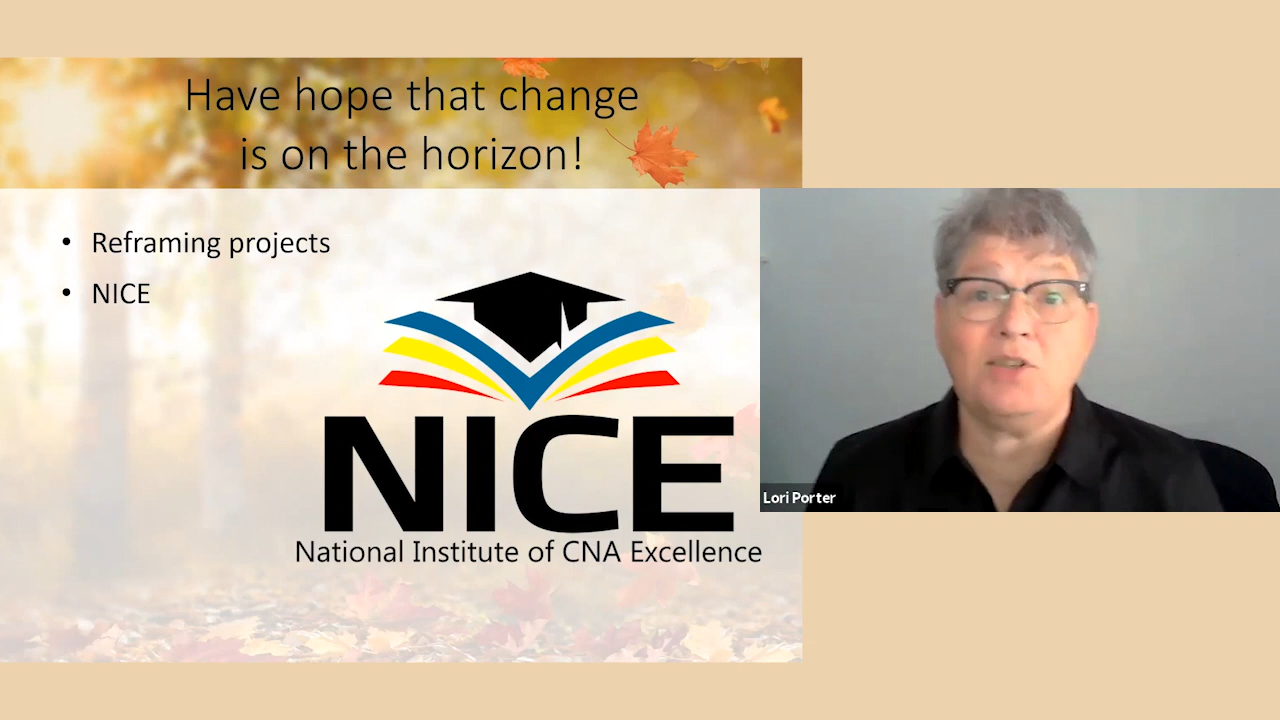 Have hope that change
is on the horizon!
• Reframing projects
• NICE
NICE
National Institute of CNA Excellence
Lori Porter